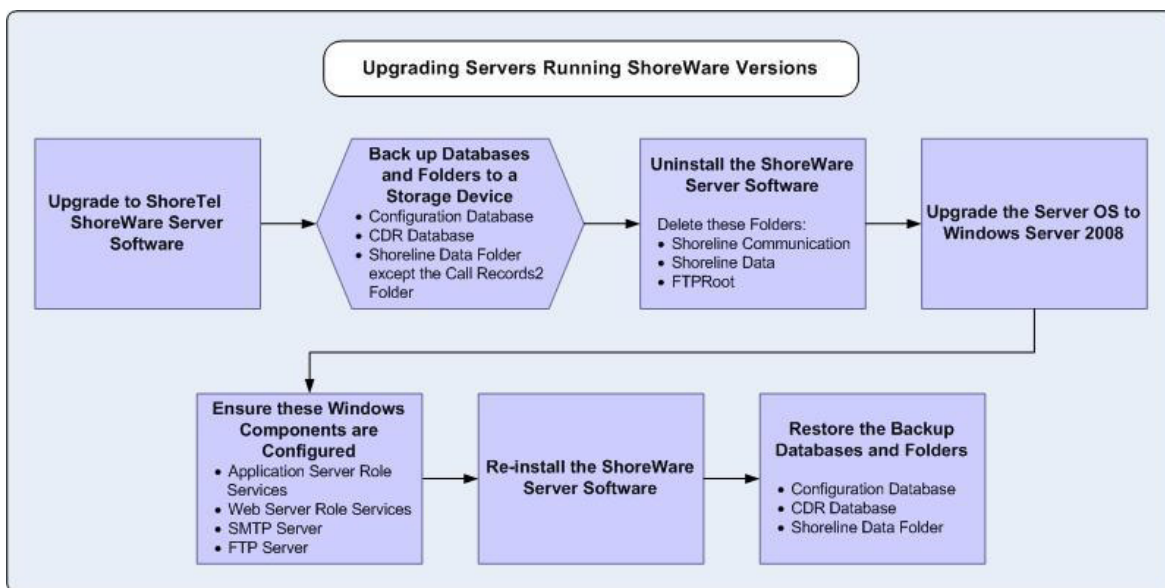 Upgrading Servers Running ShoreWare Versions
Upgrade to ShoreTel
ShoreWare Server
Software
Back up Databases
and Folders to a
Storage Device
• Configuration Database
• CDR Database
• Shoreline Data Folder
except the Call Records2
Folder
Uninstall the ShoreWare
Server Software
Delete these Folders:
• Shoreline Communication
• Shoreline Data
• FTPRoot
Upgrade the Server OS to
Windows Server 2008
Ensure these Windows
Components are
Configured
• Application Server Role
Services
• Web Server Role Services
• SMTP Server
• FTP Server
Re-install the ShoreWare
Server Software
Restore the Backup
Databases and Folders
• Configuration Database
• CDR Database
• Shoreline Data Folder